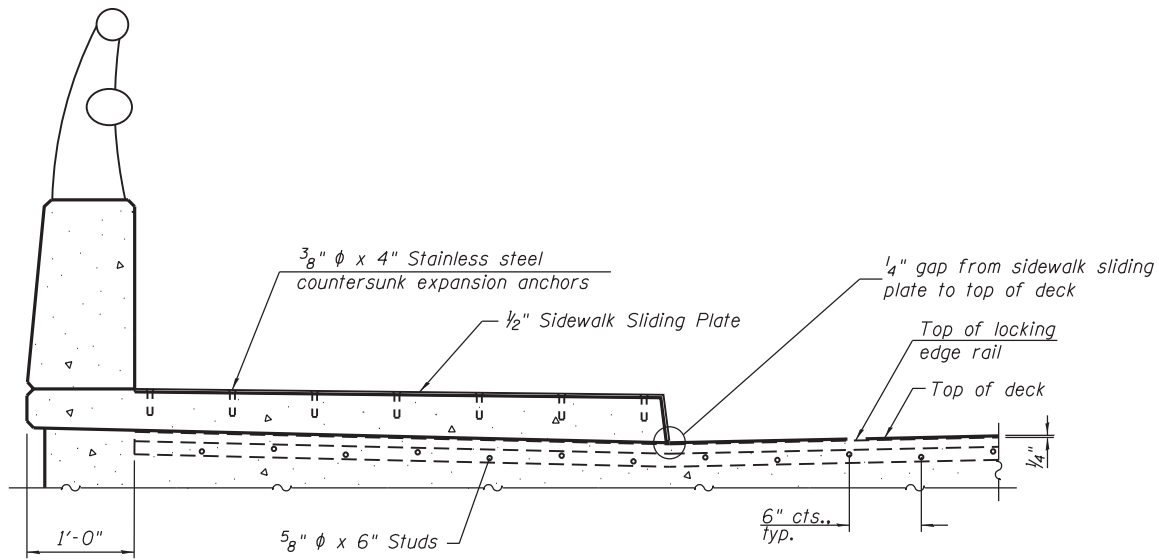 3/8" ϕ x 4" Stainless steel
countersunk expansion anchors
1/2" Sidewalk Sliding Plate
1/4" gap from sidewalk sliding
plate to top of deck
Top of locking
edge rail
Top of deck
1/4"
6" cts.,
typ.
1'-0"
5/8" ϕ x 6" Studs